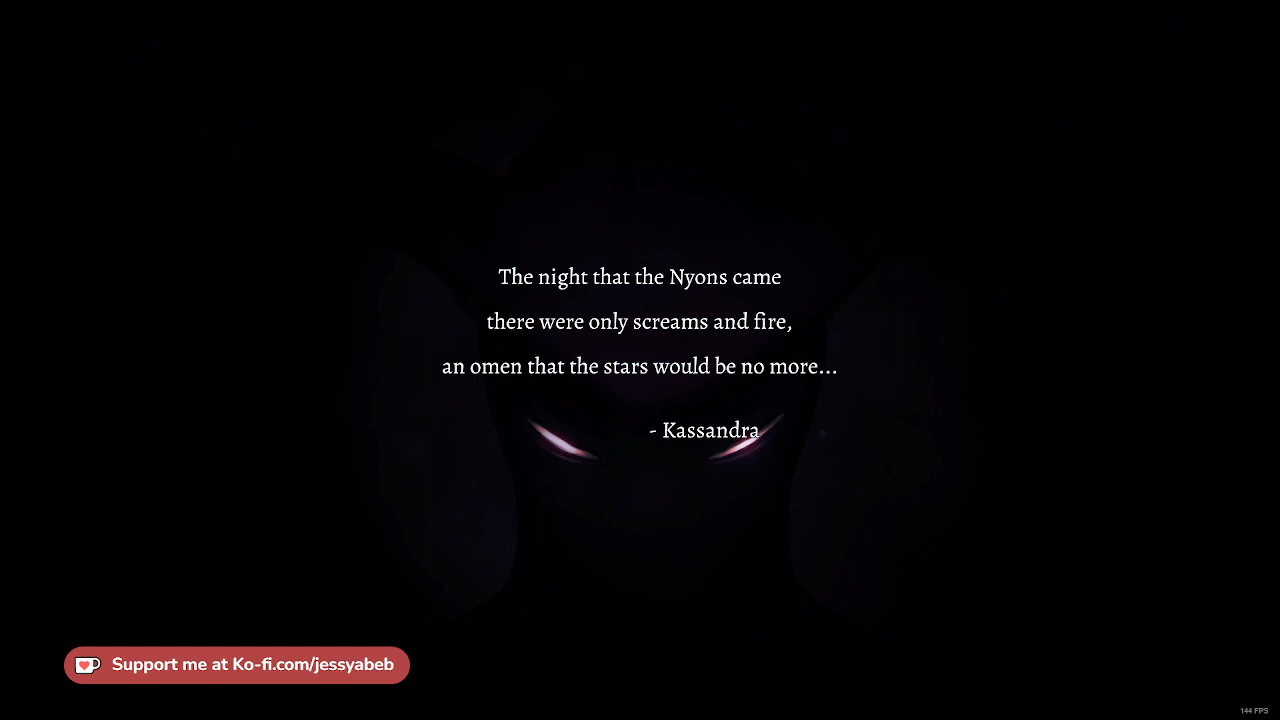 The night that the Nyons came
there were only screams and fire,
an omen that the stars would be no more...
- Kassandra
Support me at Ko-fi.com/jessyabeb
144 FPS